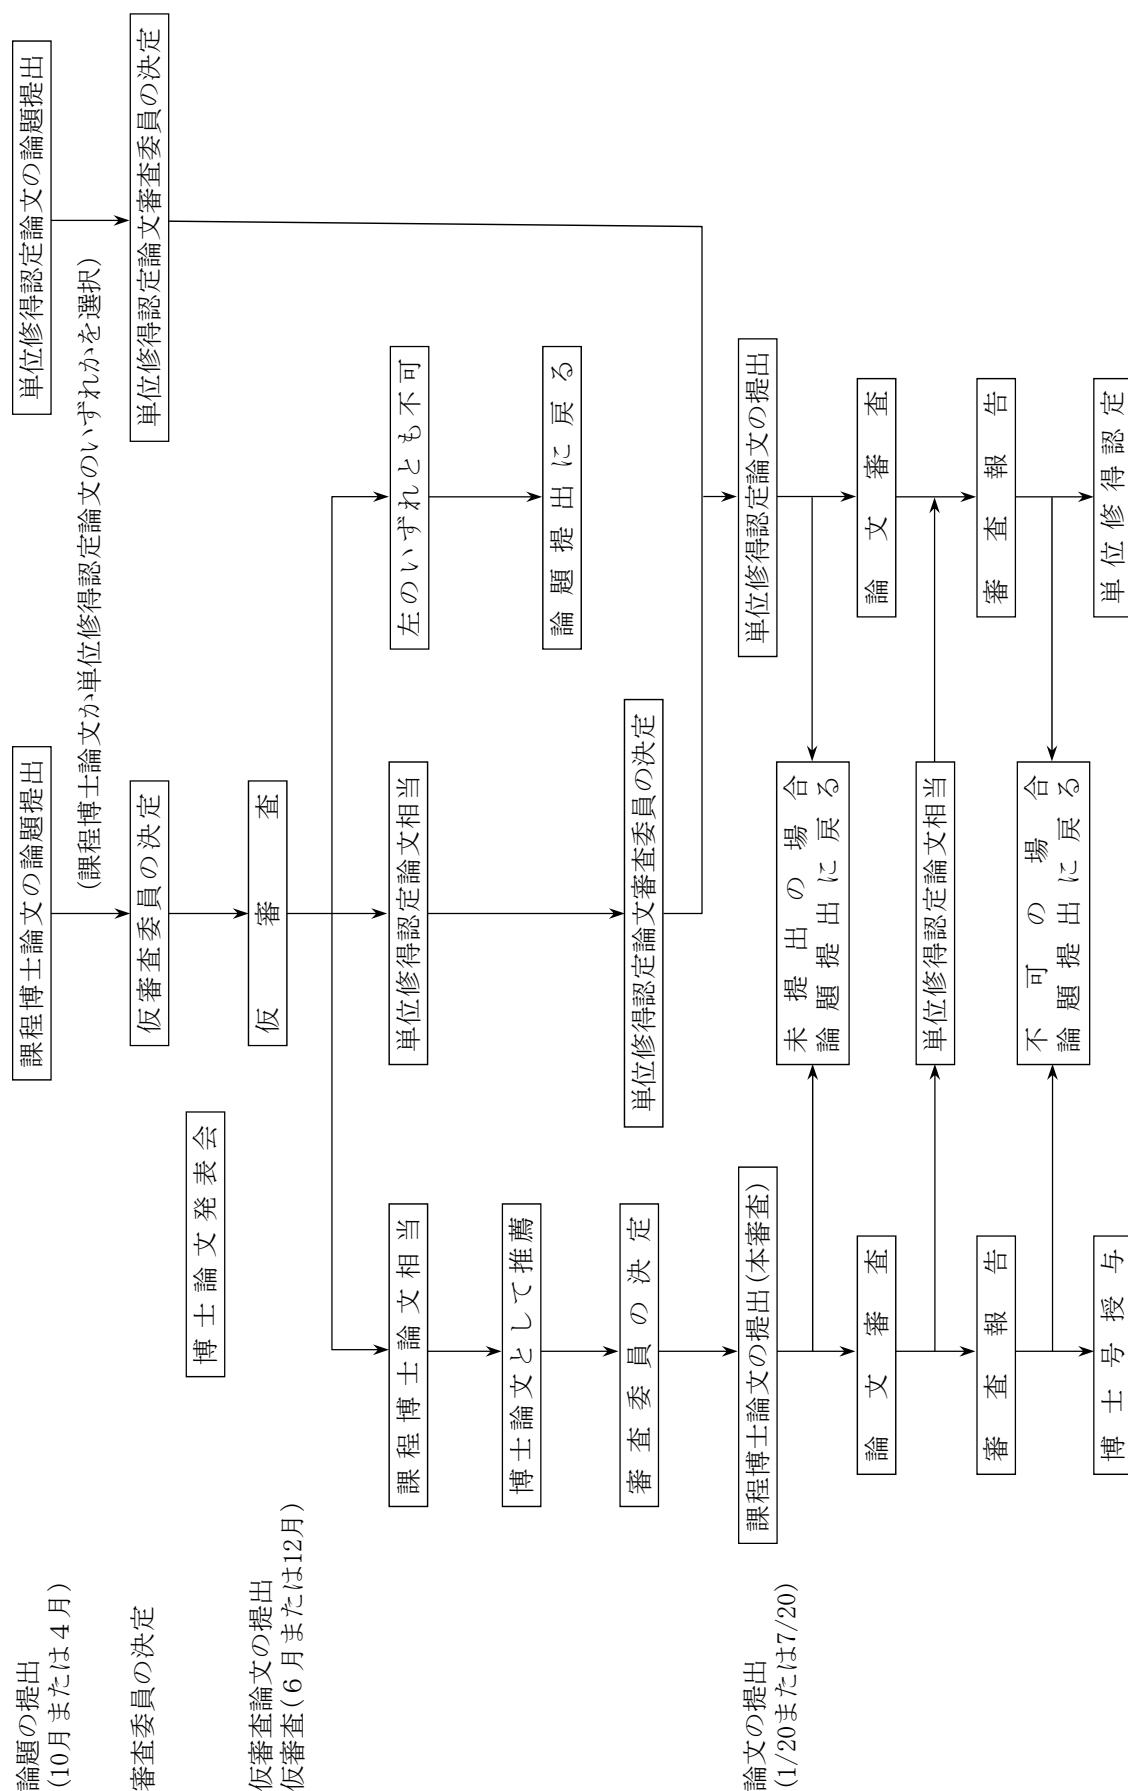 論題の提出
(10月または4月)
課程博士論文の論題提出
単位修得認定論文の論題提出
(課程博士論文か単位修得認定論文のいずれかを選択)
審査委員の決定
仮審査委員の決定
単位修得認定論文審査委員の決定
博士論文発表会
仮審査論文の提出
仮審査(6月または12月)
仮審査
課程博士論文相当
単位修得認定論文相当
左のいずれとも不可
博士論文として推薦
論題提出に戻る
審査委員の決定
単位修得認定論文審査委員の決定
論文の提出
(1/20または7/20)
課程博士論文の提出(本審査)
単位修得認定論文の提出
未提出の場合
論題提出に戻る
論文審査
論文審査
単位修得認定論文相当
審査報告
審査報告
不可の場合
論題提出に戻る
博士号授与
単位修得認定